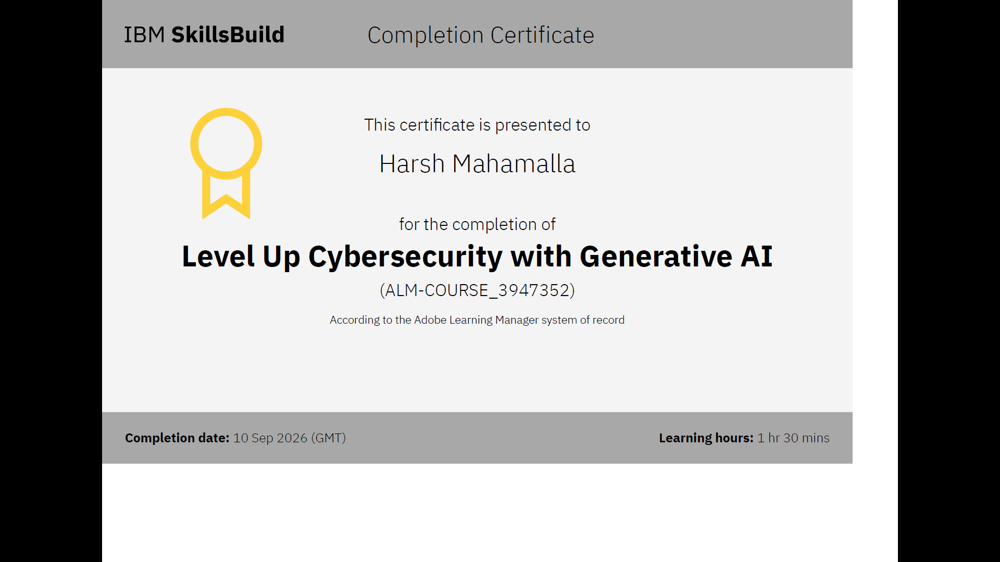 IBM SkillsBuild
Completion Certificate
This certificate is presented to
Harsh Mahamalla
for the completion of
Level Up Cybersecurity with Generative AI
(ALM-COURSE_3947352)
According to the Adobe Learning Manager system of record
Completion date: 10 Sep 2026 (GMT)
Learning hours: 1 hr 30 mins